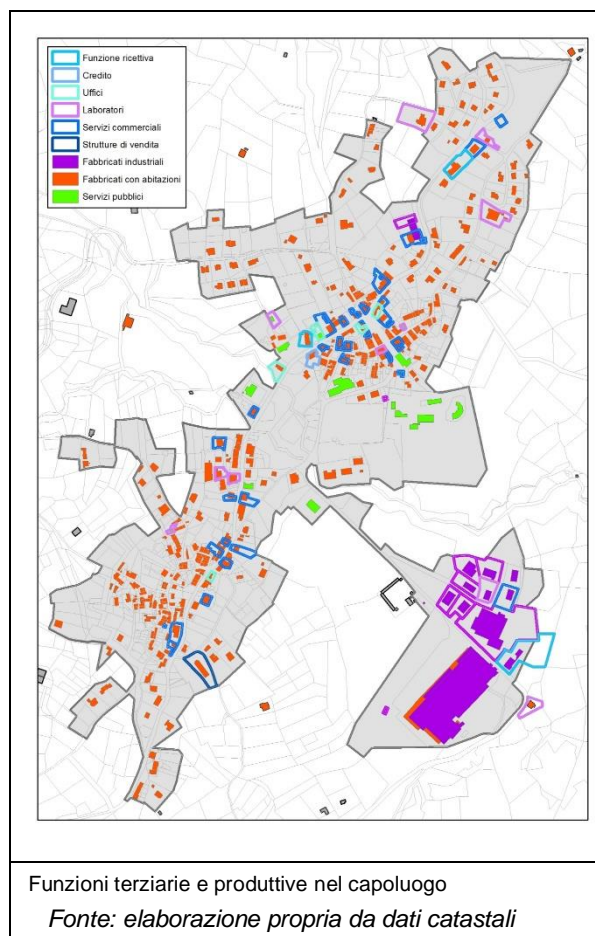 Funzione ricettiva
Credito
Uffici
Laboratori
Servizi commerciali
Strutture di vendita
Fabbricati industriali
Fabbricati con abitazioni
Servizi pubblici
Funzioni terziarie e produttive nel capoluogo
Fonte: elaborazione propria da dati catastali